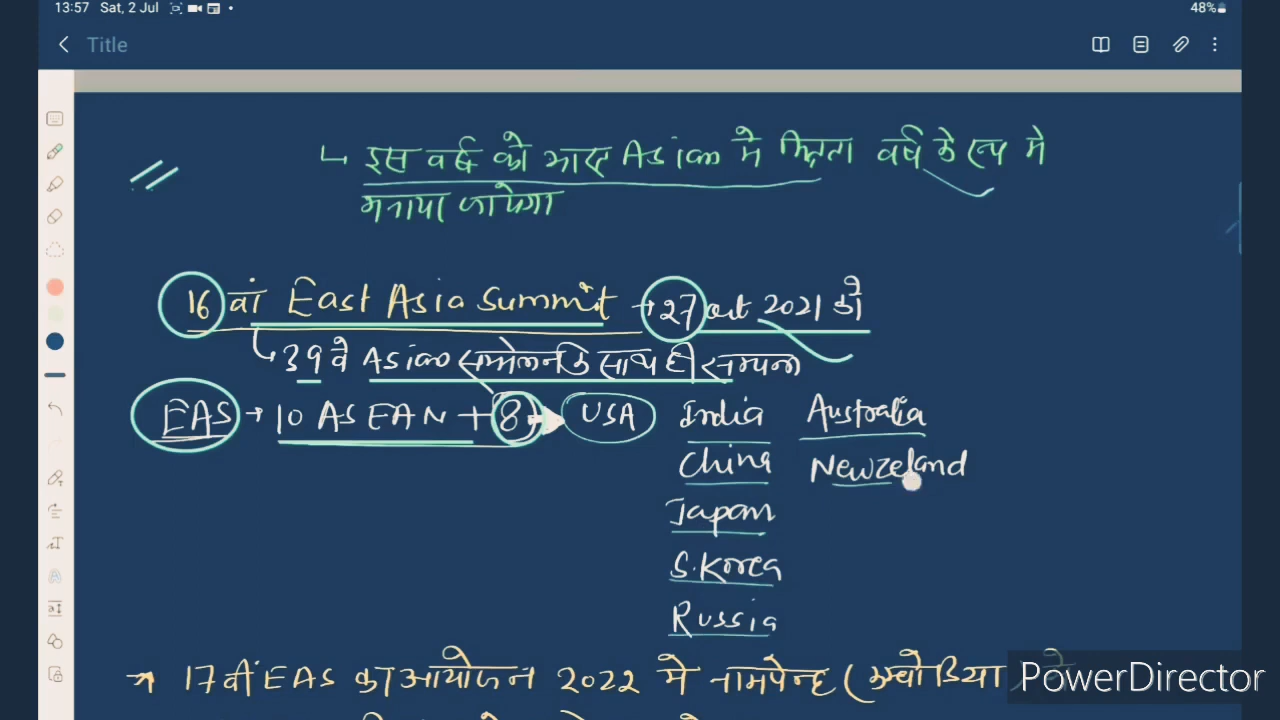 13:57 Sat, 2 Jul 48%
Title
↳ इस वर्ष को भारत Asian मे मित्रता वर्ष के रूप मे
मनाया जायेगा
16 वां East Asia Summit → 27 oct 2021 को
↳ 39 वे Asian सम्मेलन के साथ ही सम्पन्न
EAS → 10 ASEAN + 8 → USA India Australia
China Newzeland
Japan
S.Korea
Russia
→ 17 वां EAS का आयोजन 2022 मे नामपेन्ह (कम्बोडिया
PowerDirector